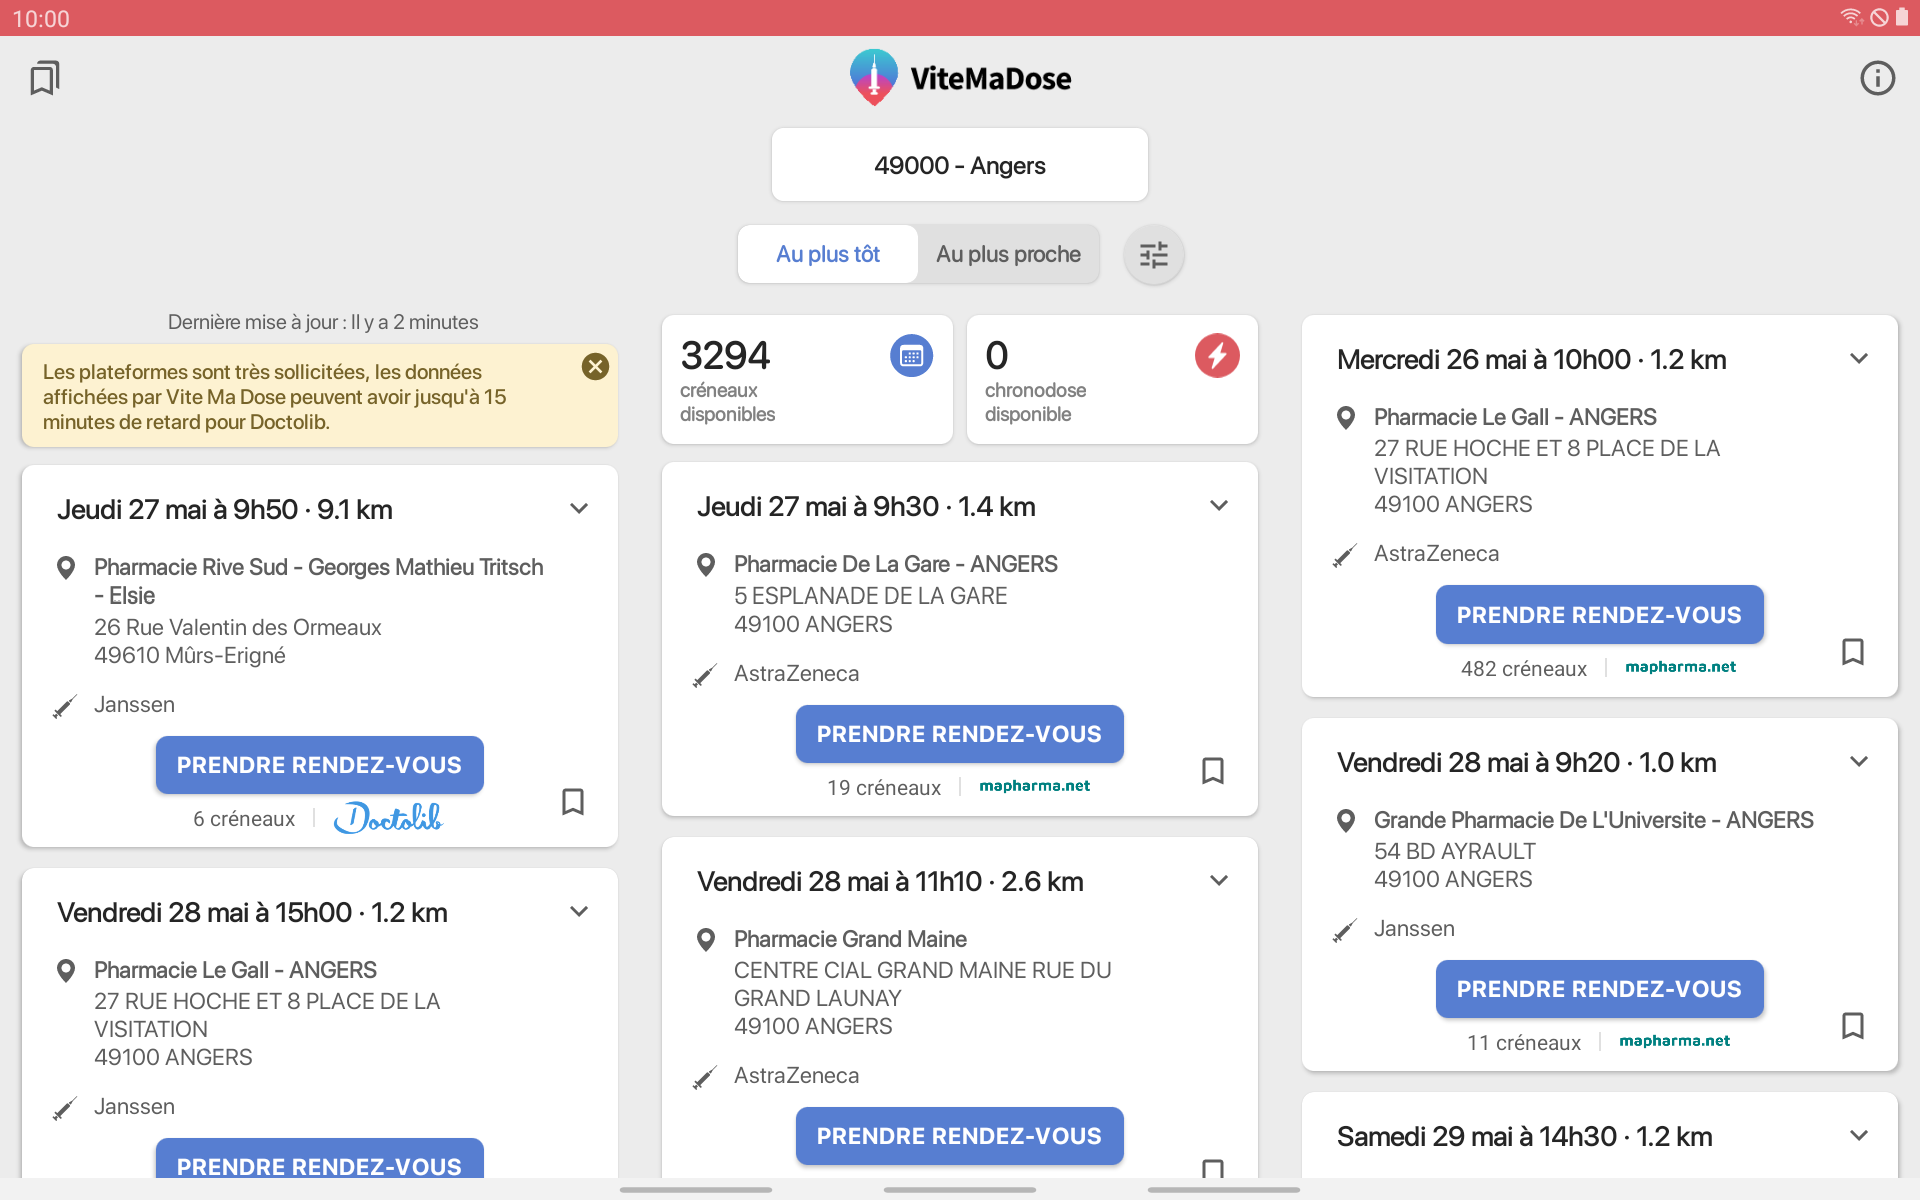 10:00
ViteMaDose
49000 - Angers
Au plus tôt
Au plus proche
Dernière mise à jour : Il y a 2 minutes
Les plateformes sont très sollicitées, les données
affichées par Vite Ma Dose peuvent avoir jusqu'à 15
minutes de retard pour Doctolib.
Jeudi 27 mai à 9h50 · 9.1 km
Pharmacie Rive Sud - Georges Mathieu Tritsch
- Elsie
26 Rue Valentin des Ormeaux
49610 Mûrs-Erigné
Janssen
PRENDRE RENDEZ-VOUS
6 créneaux
Doctolib
Vendredi 28 mai à 15h00 · 1.2 km
Pharmacie Le Gall - ANGERS
27 RUE HOCHE ET 8 PLACE DE LA
VISITATION
49100 ANGERS
Janssen
PRENDRE RENDEZ-VOUS
3294
créneaux
disponibles
0
chronodose
disponible
Jeudi 27 mai à 9h30 · 1.4 km
Pharmacie De La Gare - ANGERS
5 ESPLANADE DE LA GARE
49100 ANGERS
AstraZeneca
PRENDRE RENDEZ-VOUS
19 créneaux
mapharma.net
Vendredi 28 mai à 11h10 · 2.6 km
Pharmacie Grand Maine
CENTRE CIAL GRAND MAINE RUE DU
GRAND LAUNAY
49100 ANGERS
AstraZeneca
PRENDRE RENDEZ-VOUS
Mercredi 26 mai à 10h00 · 1.2 km
Pharmacie Le Gall - ANGERS
27 RUE HOCHE ET 8 PLACE DE LA
VISITATION
49100 ANGERS
AstraZeneca
PRENDRE RENDEZ-VOUS
482 créneaux
mapharma.net
Vendredi 28 mai à 9h20 · 1.0 km
Grande Pharmacie De L'Universite - ANGERS
54 BD AYRAULT
49100 ANGERS
Janssen
PRENDRE RENDEZ-VOUS
11 créneaux
mapharma.net
Samedi 29 mai à 14h30 · 1.2 km